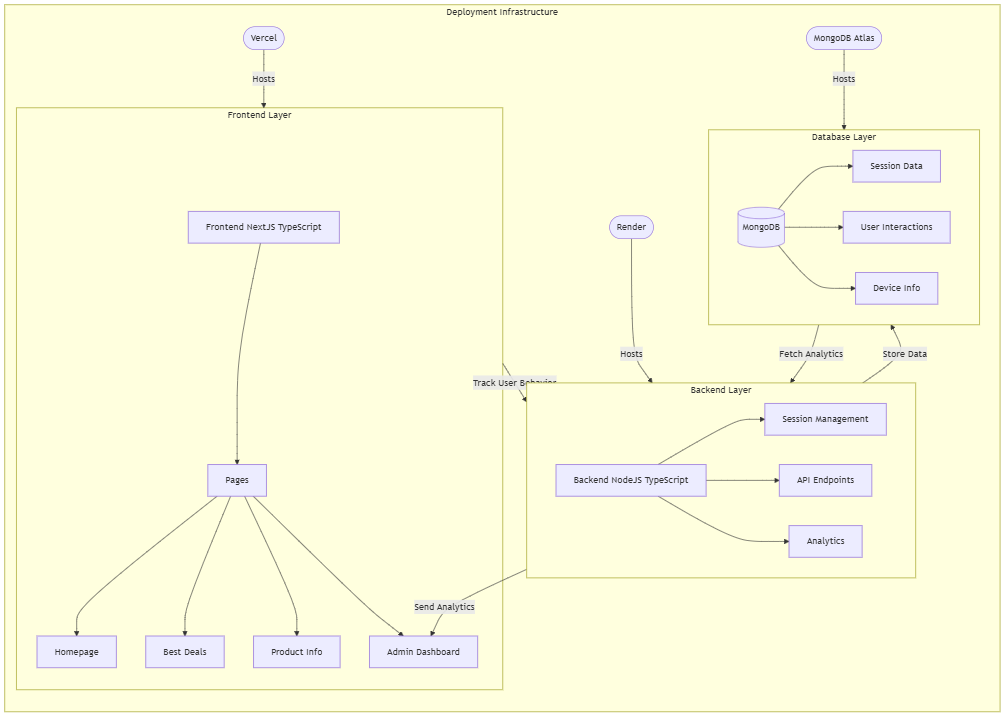 Deployment Infrastructure
Vercel
MongoDB Atlas
Hosts
Hosts
Frontend Layer
Database Layer
Session Data
Frontend NextJS TypeScript
Render
MongoDB
User Interactions
Device Info
Hosts
Fetch Analytics
Store Data
Track User Behavior
Backend Layer
Session Management
Pages
Backend NodeJS TypeScript
API Endpoints
Analytics
Send Analytics
Homepage
Best Deals
Product Info
Admin Dashboard